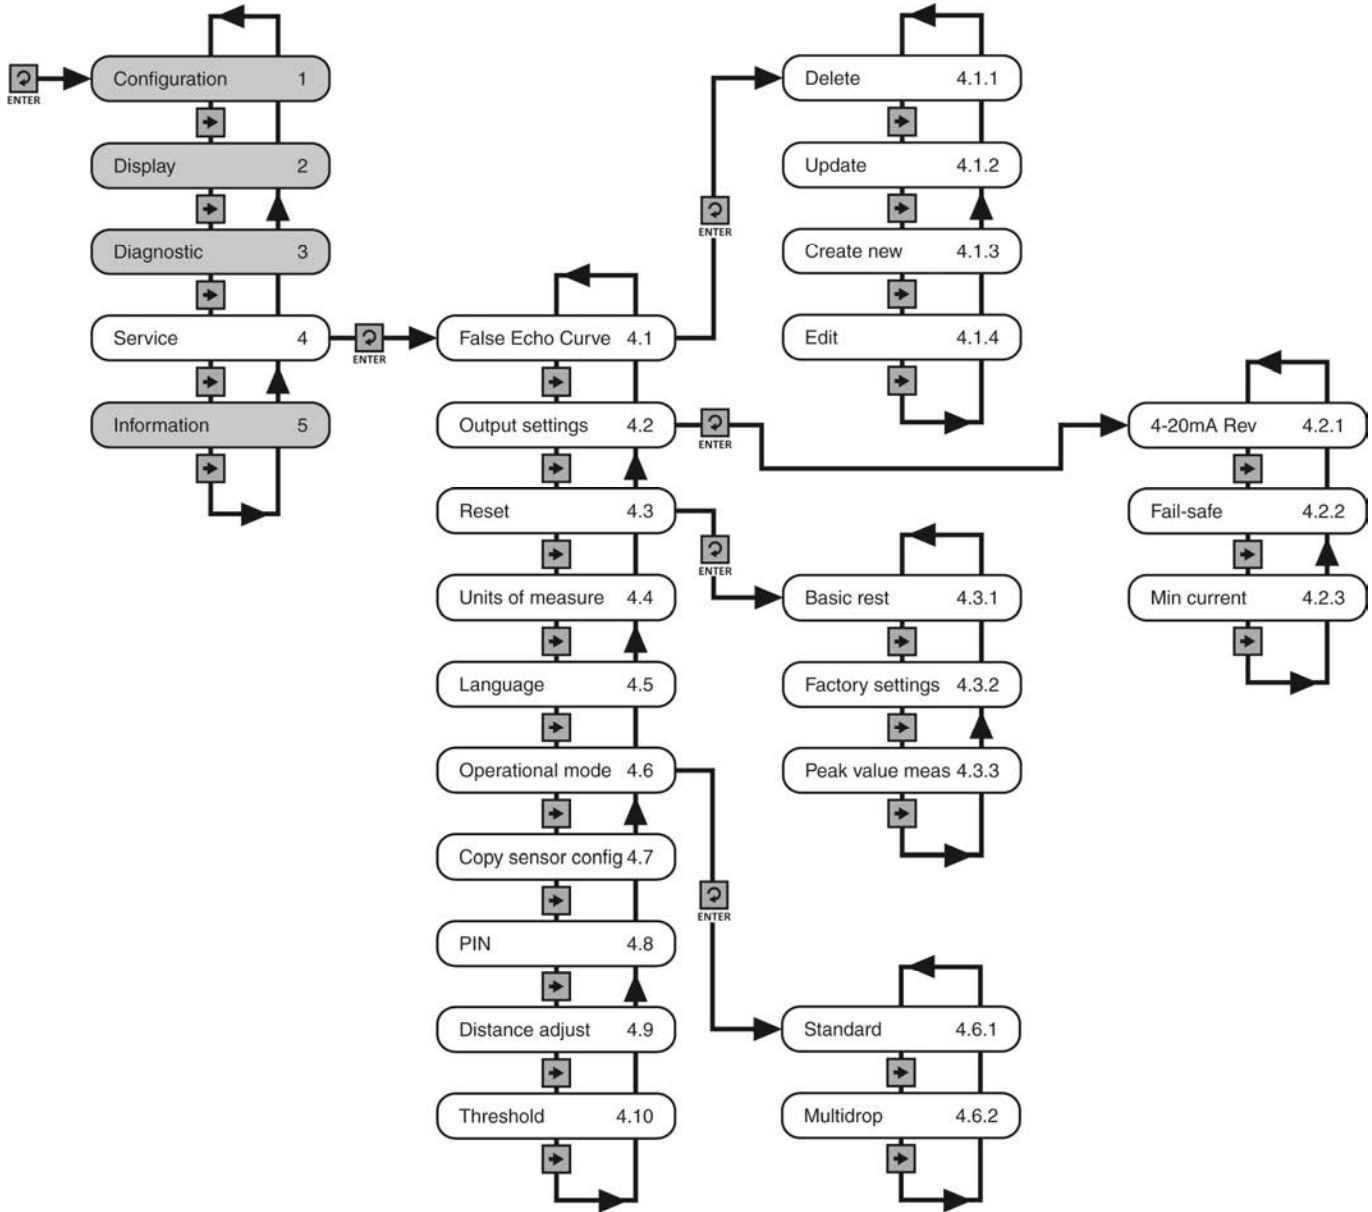 ENTER
Configuration 1
Display 2
Diagnostic 3
Service 4
Information 5
ENTER
False Echo Curve 4.1
Output settings 4.2
Reset 4.3
Units of measure 4.4
Language 4.5
Operational mode 4.6
Copy sensor config 4.7
PIN 4.8
Distance adjust 4.9
Threshold 4.10
ENTER
Delete 4.1.1
Update 4.1.2
Create new 4.1.3
Edit 4.1.4
ENTER
4-20mA Rev 4.2.1
Fail-safe 4.2.2
Min current 4.2.3
ENTER
Basic rest 4.3.1
Factory settings 4.3.2
Peak value meas 4.3.3
ENTER
Standard 4.6.1
Multidrop 4.6.2